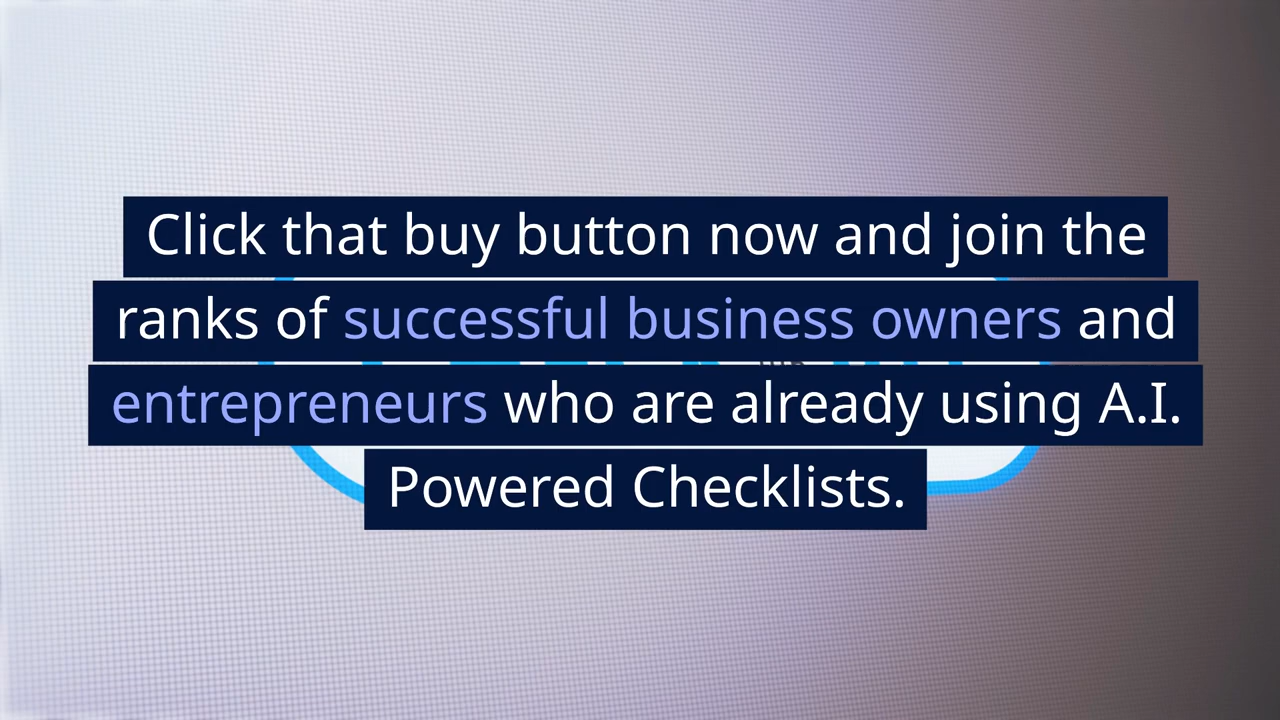 Click that buy button now and join the
ranks of successful business owners and
entrepreneurs who are already using A.I.
Powered Checklists.